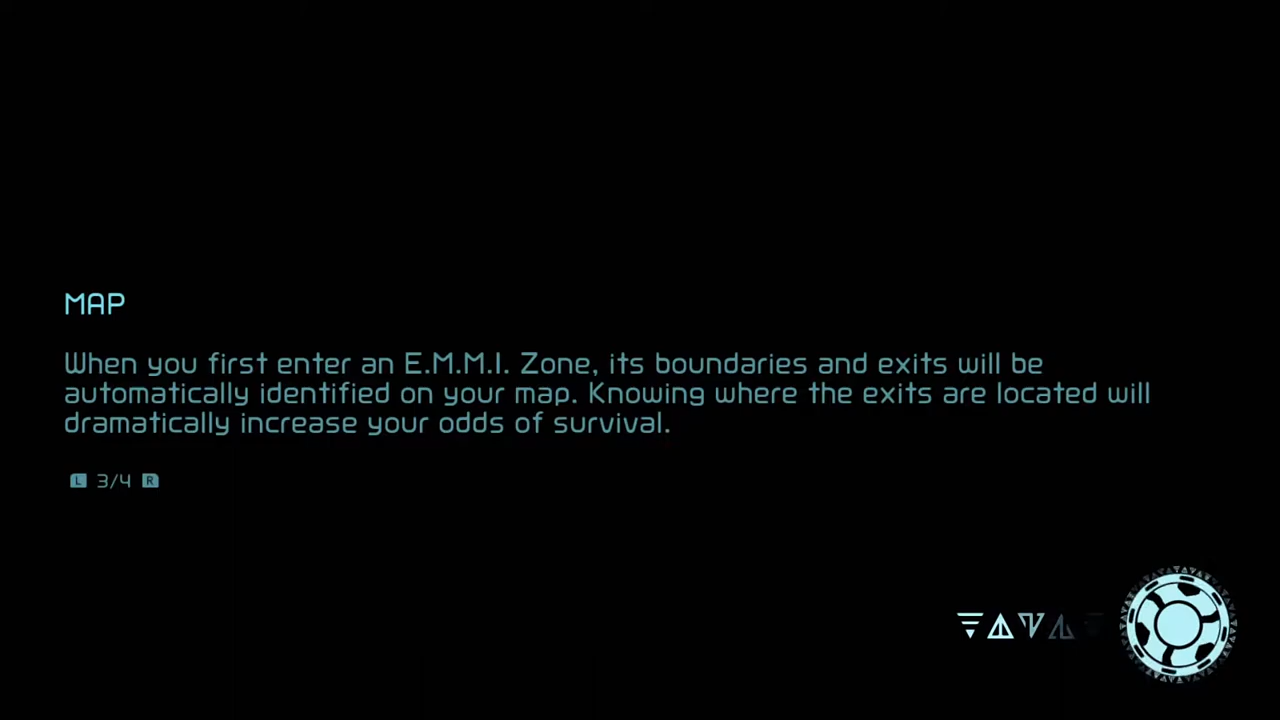 MAP
When you first enter an E.M.M.I. Zone, its boundaries and exits will be
automatically identified on your map. Knowing where the exits are located will
dramatically increase your odds of survival.
L 3/4 R